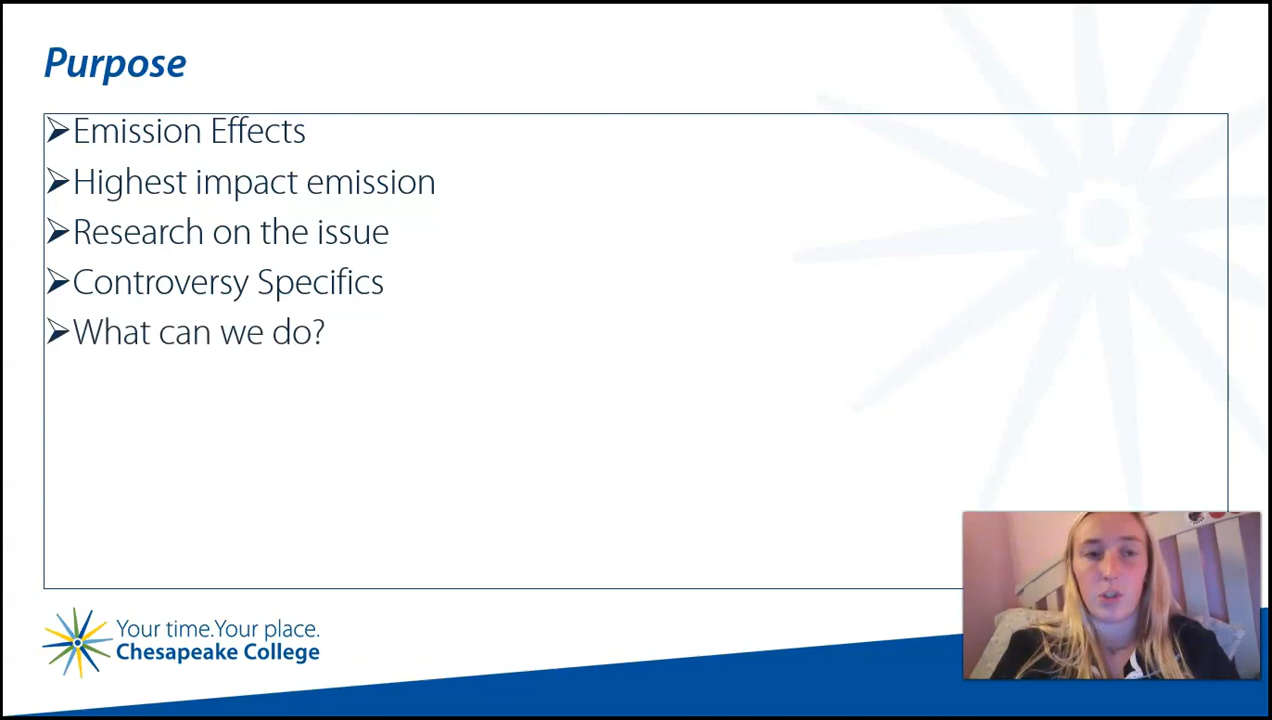 Purpose
Emission Effects
Highest impact emission
Research on the issue
Controversy Specifics
What can we do?
Your time.Your place.
Chesapeake College